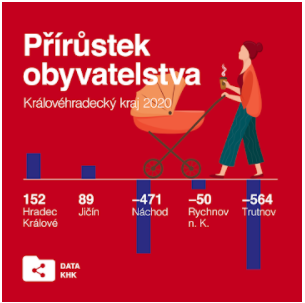 Přírůstek
obyvatelstva
Královéhradecký kraj 2020
152
Hradec
Králové
89
Jičín
–471
Náchod
–50
Rychnov
n. K.
–564
Trutnov
DATA
KHK